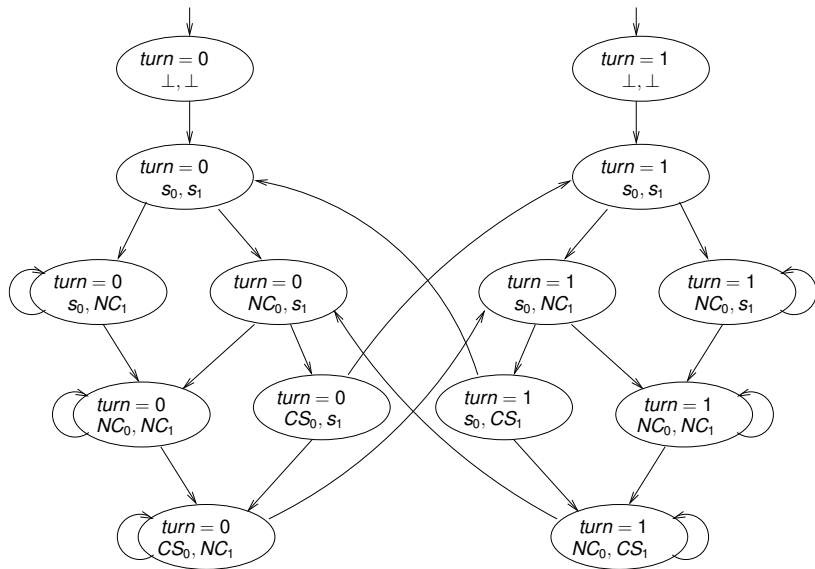 turn = 0
⊥, ⊥
turn = 1
⊥, ⊥
turn = 0
s₀, s₁
turn = 1
s₀, s₁
turn = 0
s₀, NC₁
turn = 0
NC₀, s₁
turn = 1
s₀, NC₁
turn = 1
NC₀, s₁
turn = 0
NC₀, NC₁
turn = 0
CS₀, s₁
turn = 1
s₀, CS₁
turn = 1
NC₀, NC₁
turn = 0
CS₀, NC₁
turn = 1
NC₀, CS₁